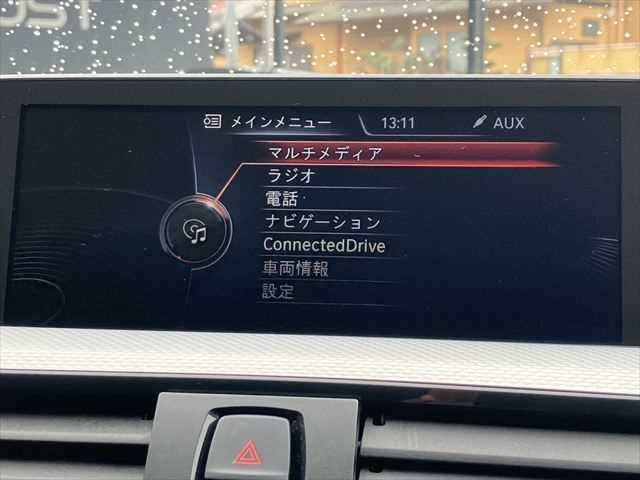 UST
メインメニュー 13:11 AUX
マルチメディア
ラジオ
電話
ナビゲーション
ConnectedDrive
車両情報
設定